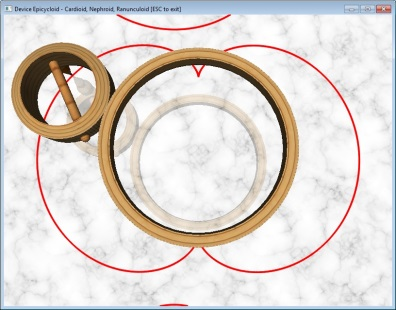 Device Epicycloid - Cardioid, Nephroid, Ranunculoid [ESC to exit]